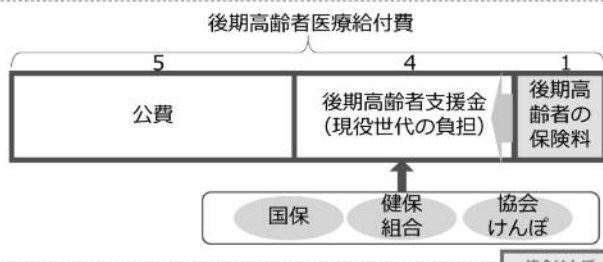 後期高齢者医療給付費
5 4 1
公費
後期高齢者支援金
(現役世代の負担)
後期高
齢者の
保険料
国保
健保
組合
協会
けんぽ